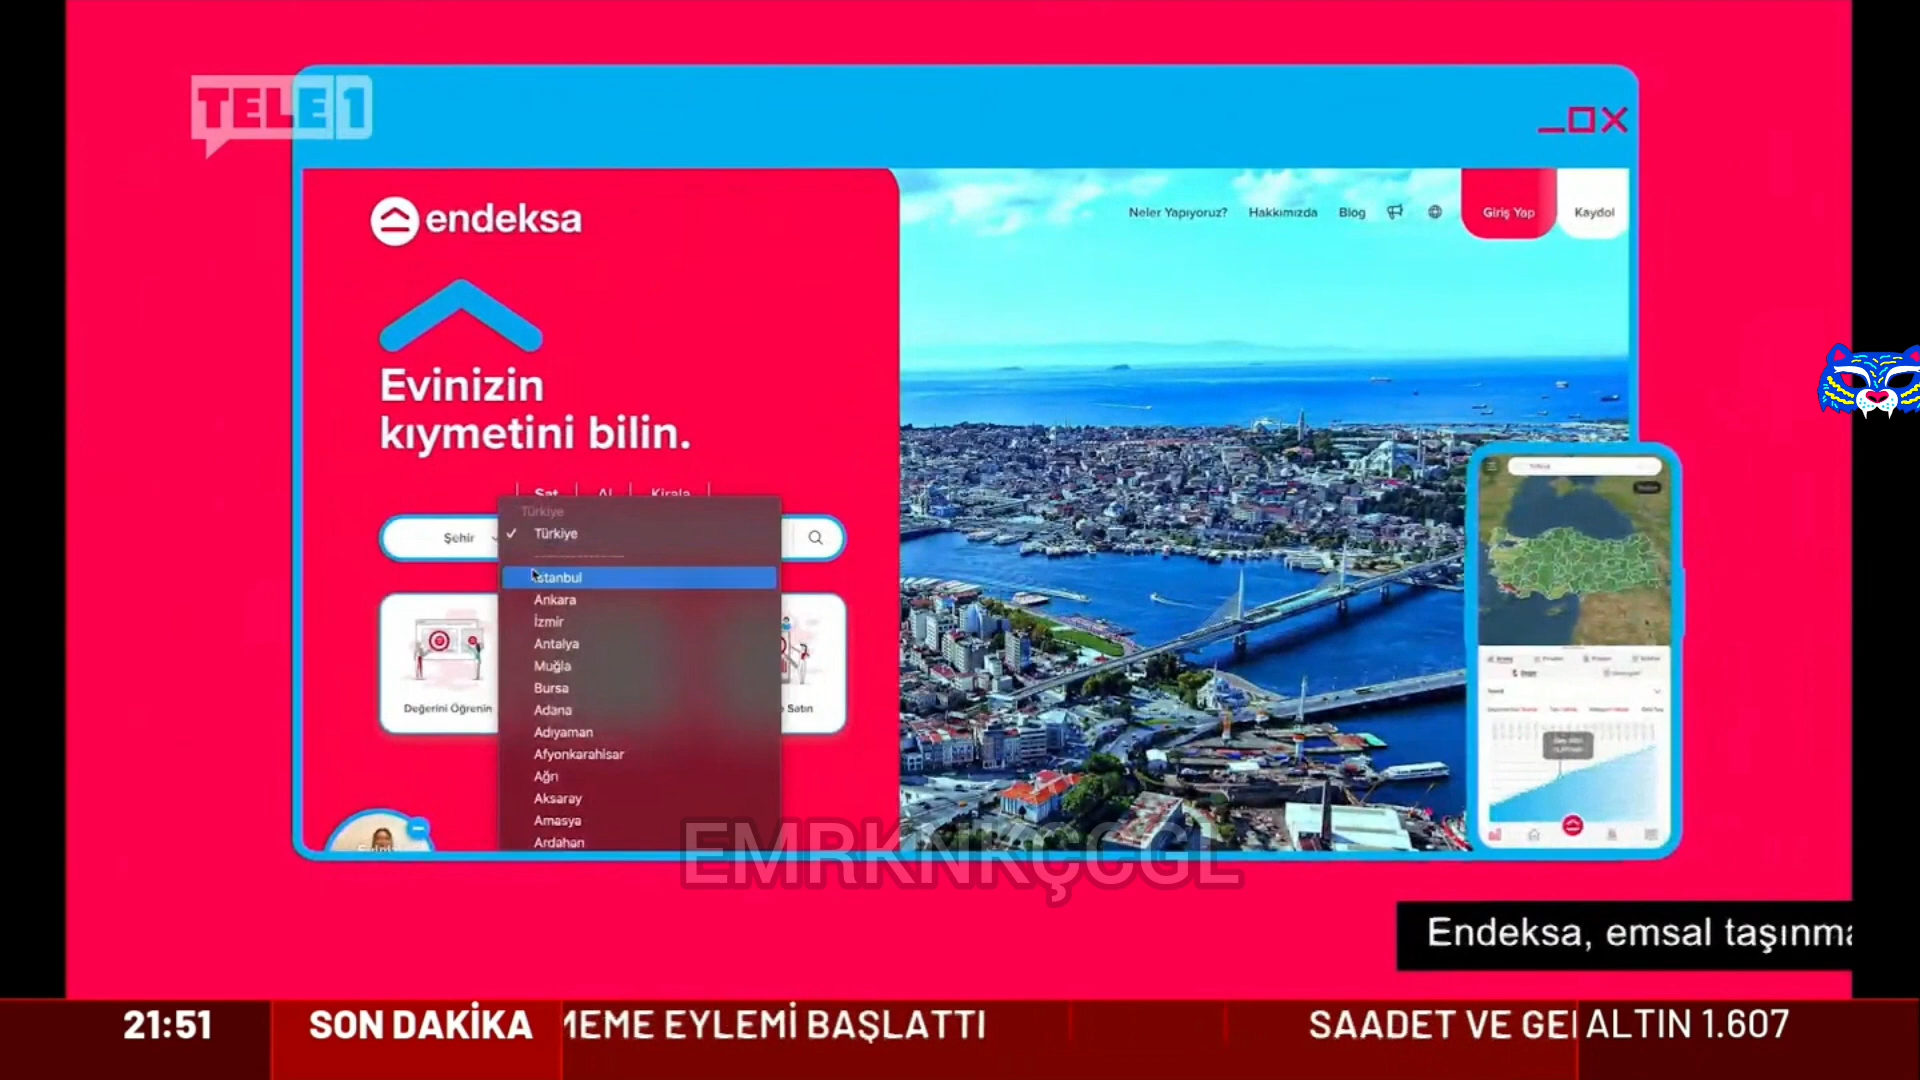 TELE1
endeksa
Neler Yapıyoruz?
Hakkımızda
Blog
Giriş Yap
Kaydol
Evinizin
kıymetini bilin.
Sat
Al
Kirala
Şehir
Türkiye
Türkiye
İstanbul
Ankara
İzmir
Antalya
Muğla
Bursa
Adana
Adıyaman
Afyonkarahisar
Ağrı
Aksaray
Amasya
Ardahan
Değerini Öğrenin
Satın
EMRKNKÇCGL
Endeksa, emsal taşınma
21:51
SON DAKİKA
MEME EYLEMİ BAŞLATTI
SAADET VE GE
ALTIN 1.607